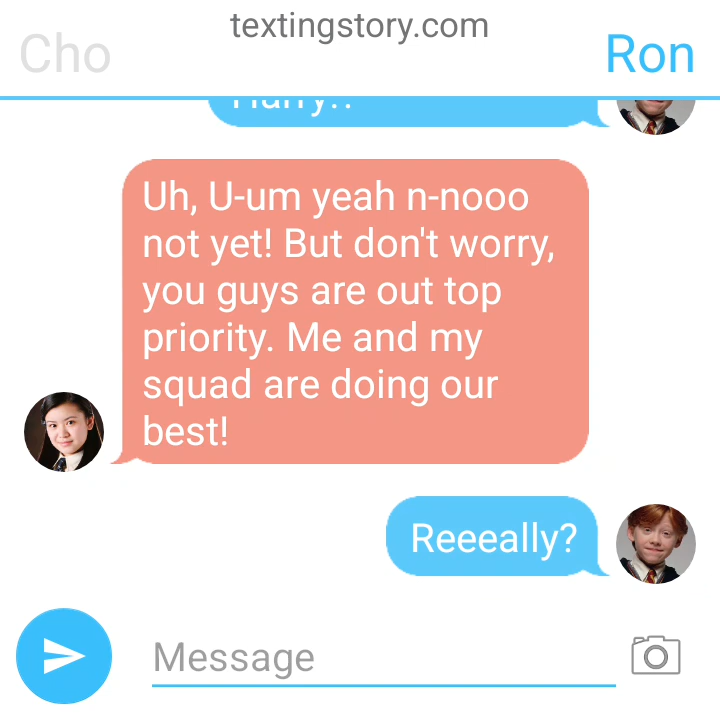 textingstory.com
Cho
Ron
Harry??
Uh, U-um yeah n-nooo
not yet! But don't worry,
you guys are out top
priority. Me and my
squad are doing our
best!
Reeeally?
Message